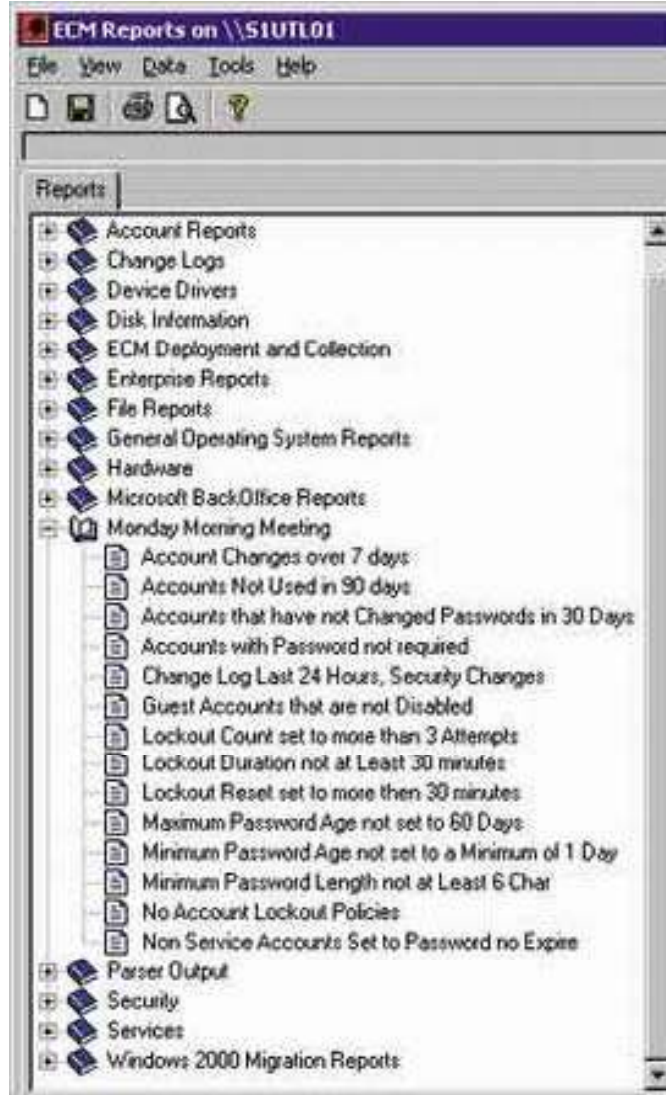 ECM Reports on \\S1UTL01
File View Data Tools Help
Reports
Account Reports
Change Logs
Device Drivers
Disk Information
ECM Deployment and Collection
Enterprise Reports
File Reports
General Operating System Reports
Hardware
Microsoft BackOffice Reports
Monday Morning Meeting
Account Changes over 7 days
Accounts Not Used in 90 days
Accounts that have not Changed Passwords in 30 Days
Accounts with Password not required
Change Log Last 24 Hours, Security Changes
Guest Accounts that are not Disabled
Lockout Count set to more than 3 Attempts
Lockout Duration not at Least 30 minutes
Lockout Reset set to more then 30 minutes
Maximum Password Age not set to 60 Days
Minimum Password Age not set to a Minimum of 1 Day
Minimum Password Length not at Least 6 Char
No Account Lockout Policies
Non Service Accounts Set to Password no Expire
Parser Output
Security
Services
Windows 2000 Migration Reports